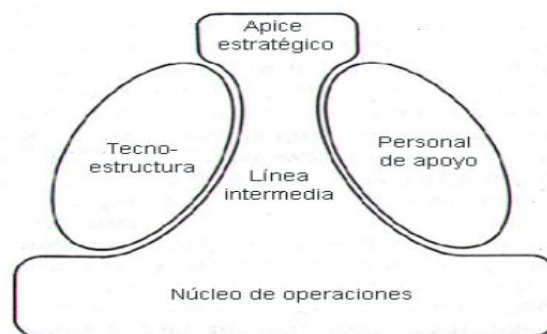 Apice
estratégico
Tecno-
estructura
Personal
de apoyo
Línea
intermedia
Núcleo de operaciones